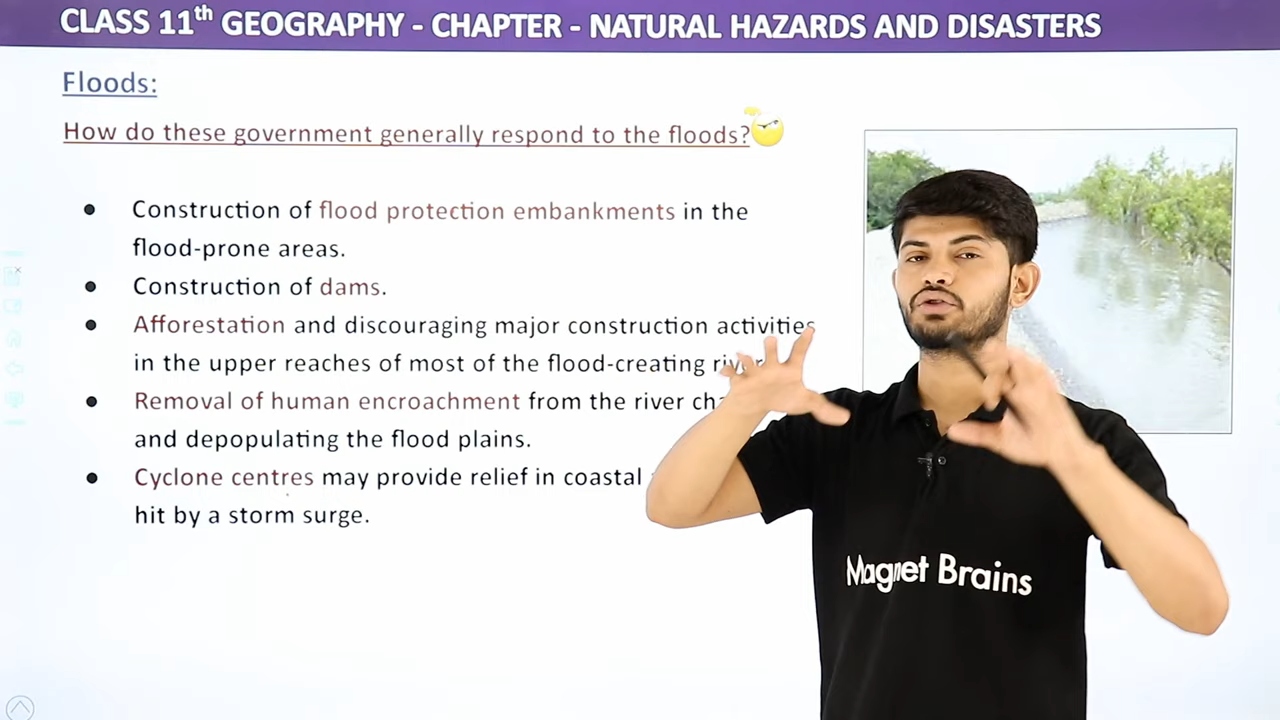 CLASS 11th GEOGRAPHY - CHAPTER - NATURAL HAZARDS AND DISASTERS
Floods:
How do these government generally respond to the floods?
● Construction of flood protection embankments in the
flood-prone areas.
● Construction of dams.
● Afforestation and discouraging major construction activities
in the upper reaches of most of the flood-creating
● Removal of human encroachment from the river
and depopulating the flood plains.
● Cyclone centres may provide relief in coastal
hit by a storm surge.
Magnet Brains